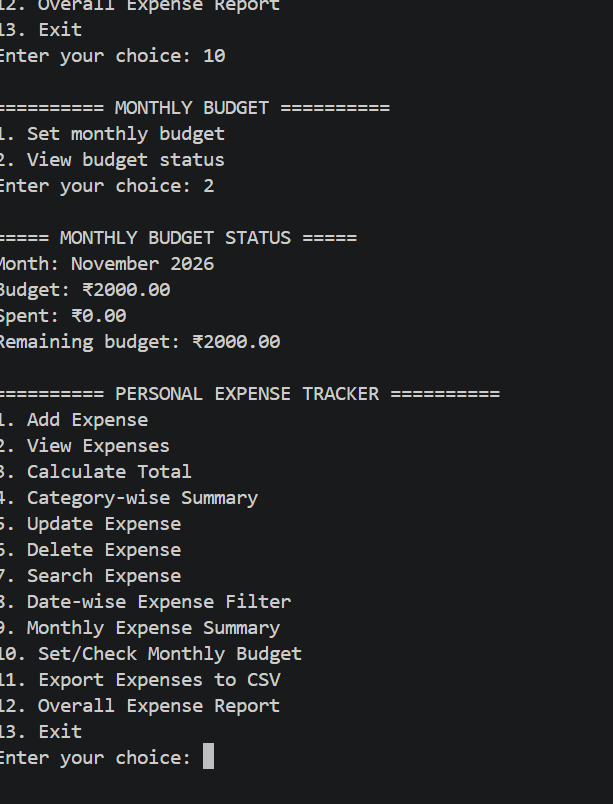 12. Overall Expense Report
13. Exit
Enter your choice: 10
========== MONTHLY BUDGET ==========
1. Set monthly budget
2. View budget status
Enter your choice: 2
===== MONTHLY BUDGET STATUS =====
Month: November 2026
Budget: ₹2000.00
Spent: ₹0.00
Remaining budget: ₹2000.00
========== PERSONAL EXPENSE TRACKER ==========
1. Add Expense
2. View Expenses
3. Calculate Total
4. Category-wise Summary
5. Update Expense
6. Delete Expense
7. Search Expense
8. Date-wise Expense Filter
9. Monthly Expense Summary
10. Set/Check Monthly Budget
11. Export Expenses to CSV
12. Overall Expense Report
13. Exit
Enter your choice: